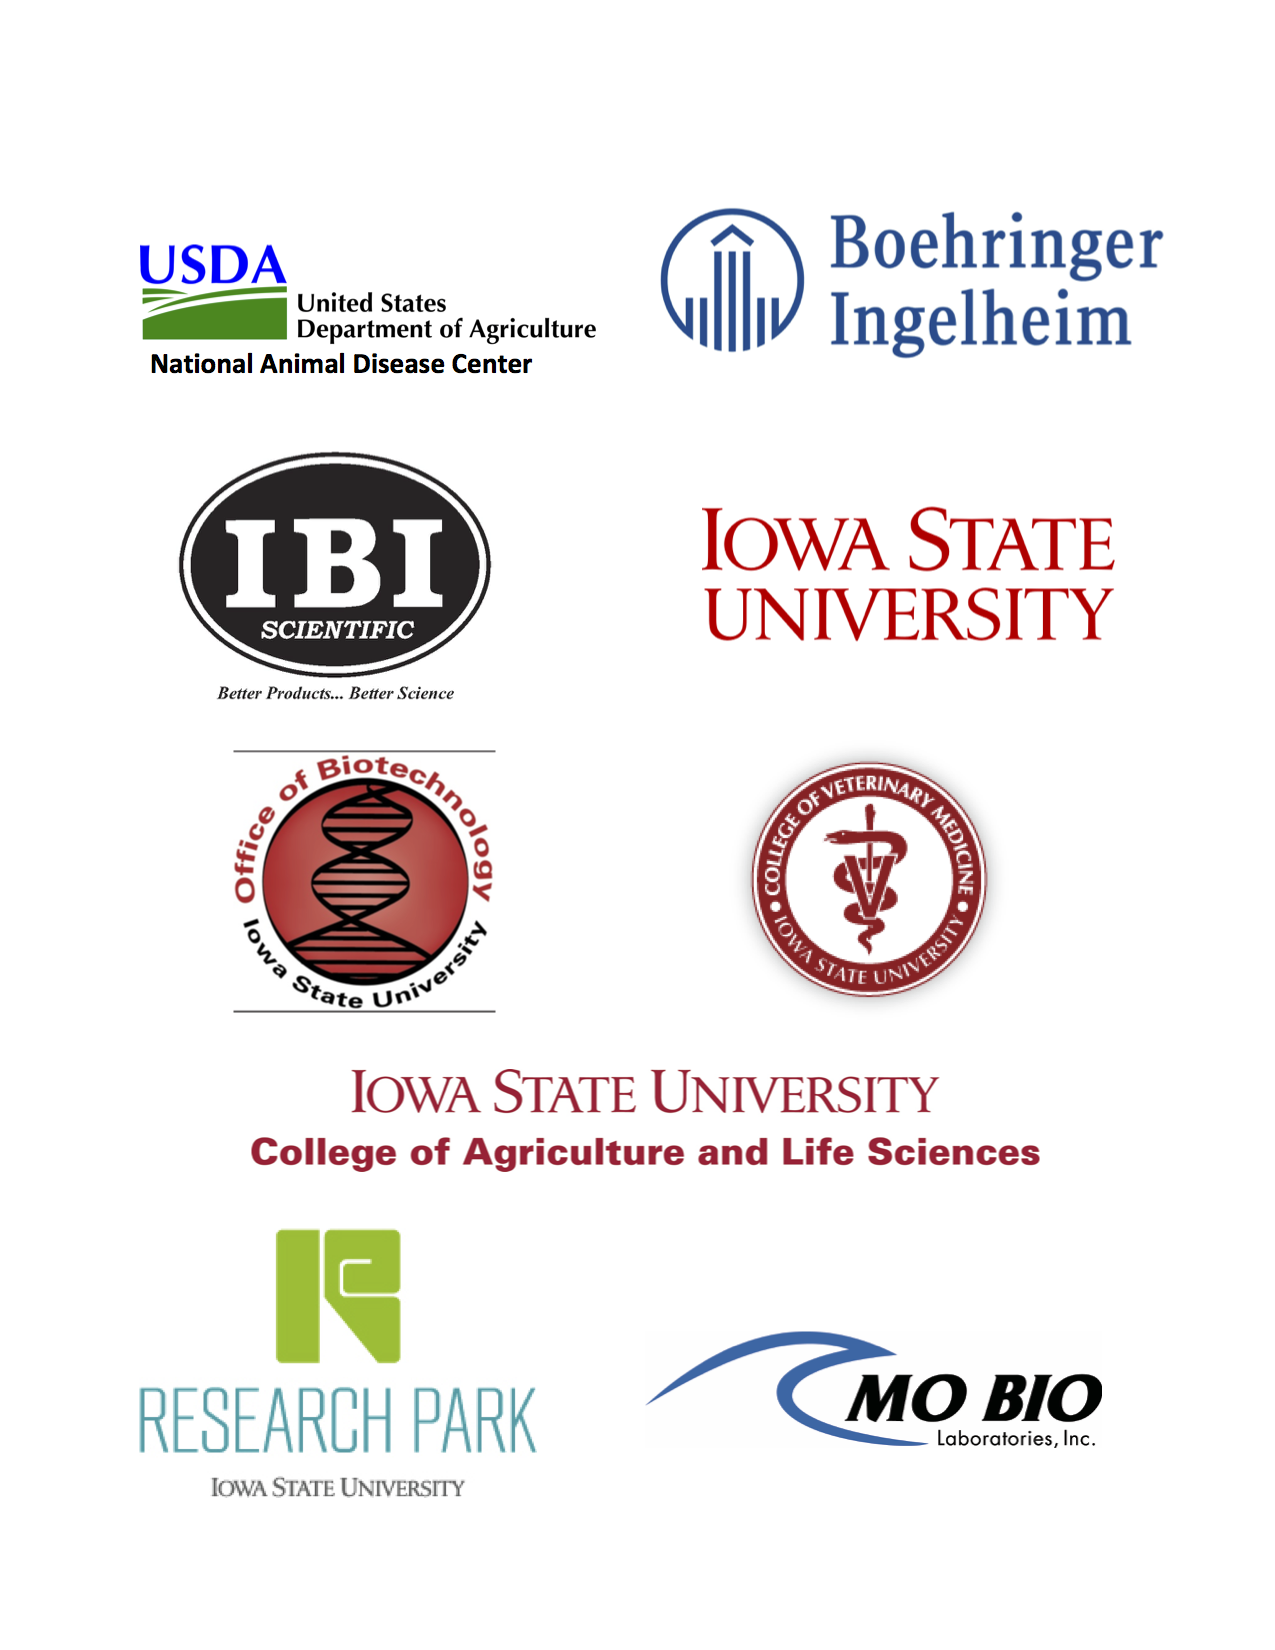 USDA
United States
Department of Agriculture
National Animal Disease Center
Boehringer
Ingelheim
IBI
SCIENTIFIC
Better Products... Better Science
IOWA STATE
UNIVERSITY
Office of Biotechnology
Iowa State University
COLLEGE OF VETERINARY MEDICINE
V
IOWA STATE UNIVERSITY
IOWA STATE UNIVERSITY
College of Agriculture and Life Sciences
RESEARCH PARK
IOWA STATE UNIVERSITY
MO BIO
Laboratories, Inc.